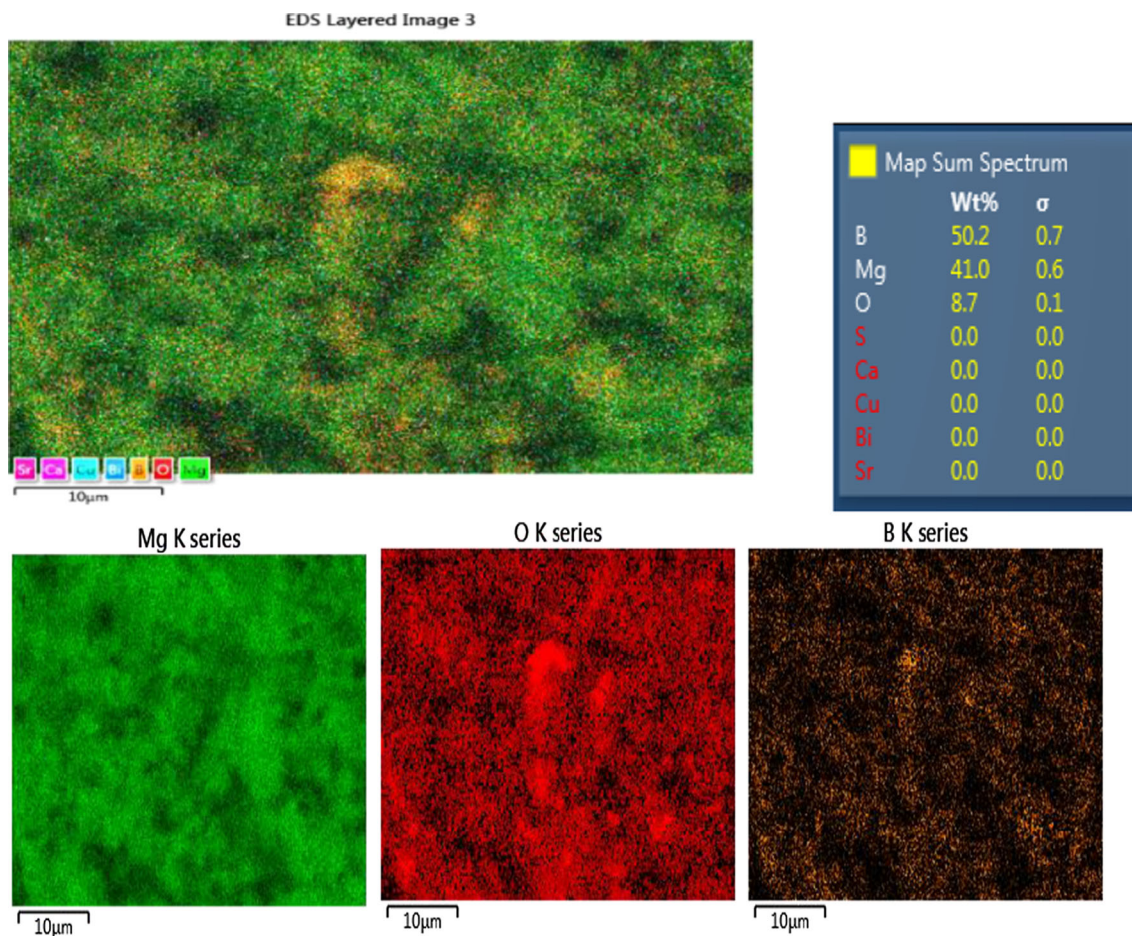 EDS Layered Image 3
Sr Ca Cu Bi B O Mg
10μm
Map Sum Spectrum
Wt% σ
B 50.2 0.7
Mg 41.0 0.6
O 8.7 0.1
S 0.0 0.0
Ca 0.0 0.0
Cu 0.0 0.0
Bi 0.0 0.0
Sr 0.0 0.0
Mg K series
O K series
B K series
10μm
10μm
10μm